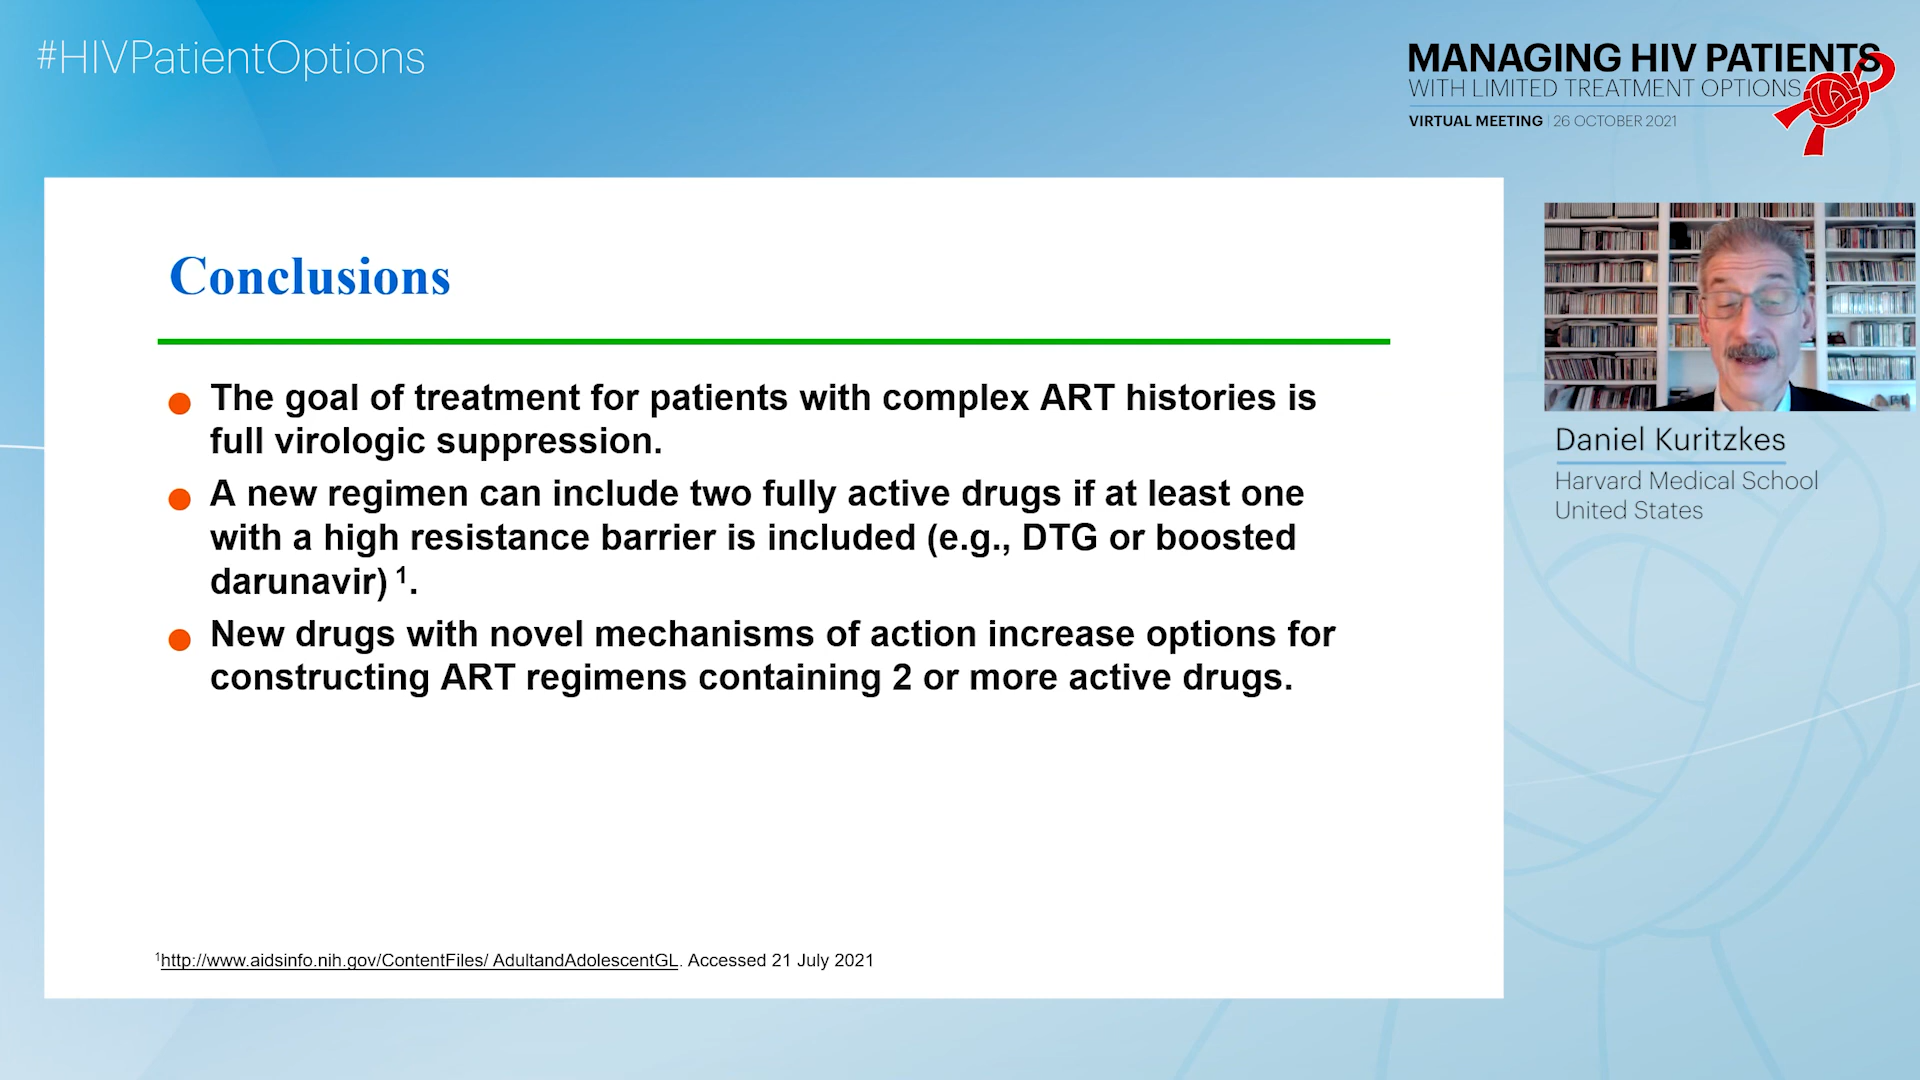 #HIVPatientOptions
MANAGING HIV PATIENTS
WITH LIMITED TREATMENT OPTIONS
VIRTUAL MEETING | 26 OCTOBER 2021
Conclusions
The goal of treatment for patients with complex ART histories is
full virologic suppression.
A new regimen can include two fully active drugs if at least one
with a high resistance barrier is included (e.g., DTG or boosted
darunavir) 1.
New drugs with novel mechanisms of action increase options for
constructing ART regimens containing 2 or more active drugs.
1http://www.aidsinfo.nih.gov/ContentFiles/ AdultandAdolescentGL. Accessed 21 July 2021
Daniel Kuritzkes
Harvard Medical School
United States